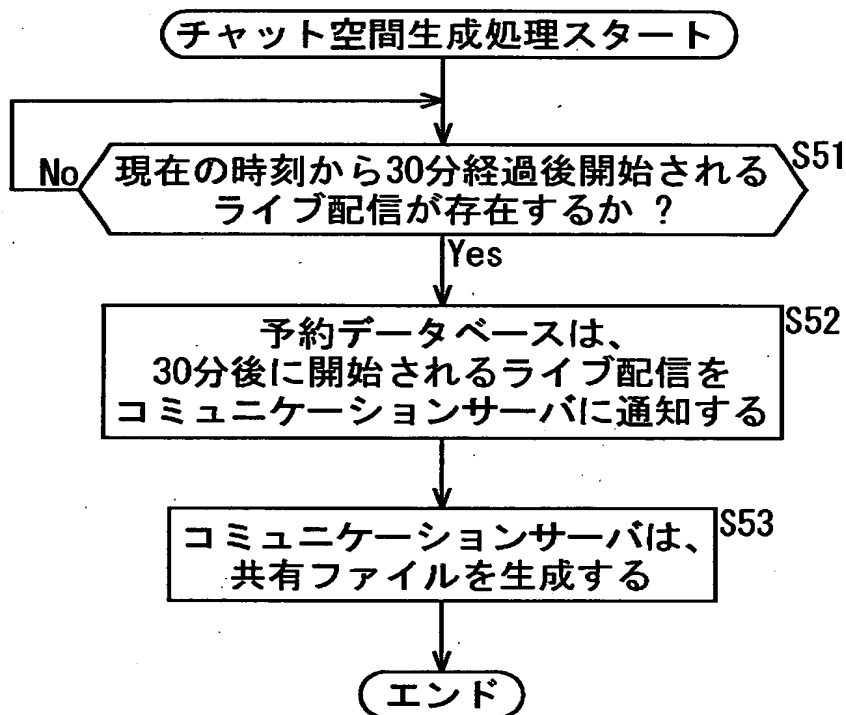 チャット空間生成処理スタート
現在の時刻から30分経過後開始される
ライブ配信が存在するか ?
S51
No
Yes
予約データベースは、
30分後に開始されるライブ配信を
コミュニケーションサーバに通知する
S52
コミュニケーションサーバは、
共有ファイルを生成する
S53
エンド